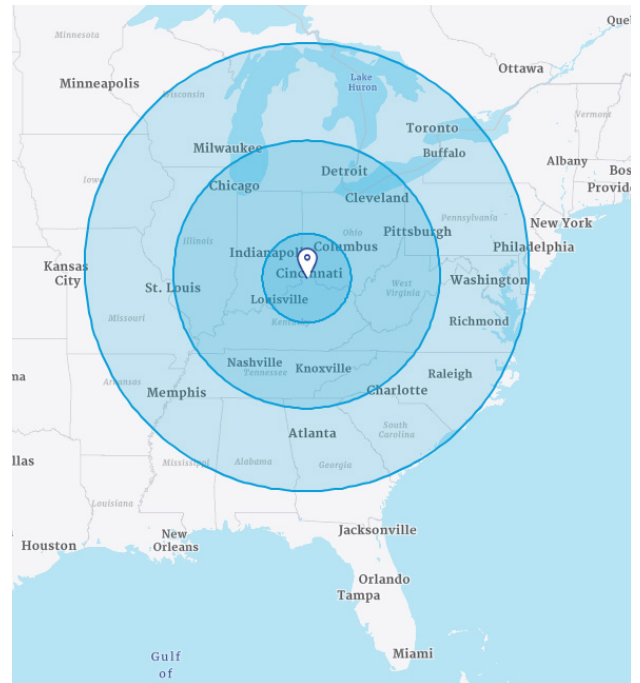 Queb
Minnesota
Ottawa
Minneapolis
Lake
Huron
Wisconsin
Vermont
Toronto
Milwaukee
Buffalo
Albany
Bos
Detroit
Chicago
Provide
Iowa
Cleveland
Pennsylvania
New York
Pittsburgh
Ohio
Columbus
Indianapolis
Philadelphia
Illinois
Kansas
City
Cincinnati
Washington
St. Louis
West
Virginia
Louisville
Missouri
Kentucky
Richmond
Nashville
Tennessee
Knoxville
Raleigh
ma
Arkansas
Memphis
Charlotte
South
Carolina
Atlanta
llas
Mississippi
Alabama
Georgia
Louisiana
Jacksonville
New
Orleans
Houston
Orlando
Tampa
Miami
Gulf
of